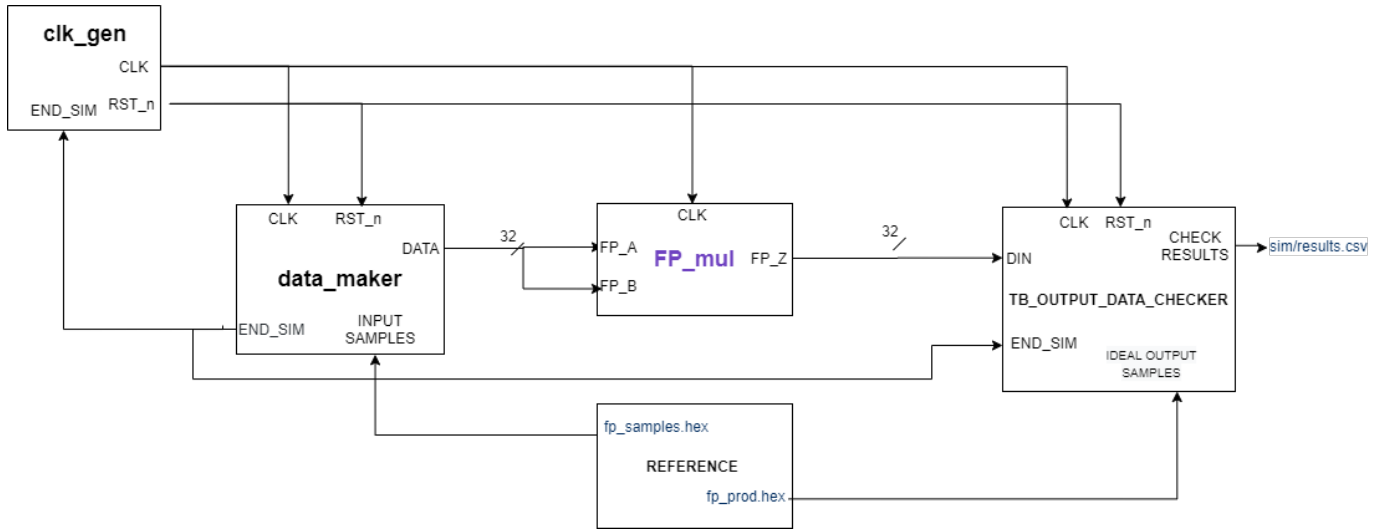 clk_gen
CLK
END_SIM
RST_n
CLK
RST_n
DATA
data_maker
END_SIM
INPUT
SAMPLES
32
CLK
FP_A
FP_mul
FP_Z
FP_B
32
CLK
RST_n
CHECK
RESULTS
DIN
TB_OUTPUT_DATA_CHECKER
END_SIM
IDEAL OUTPUT
SAMPLES
sim/results.csv
fp_samples.hex
REFERENCE
fp_prod.hex